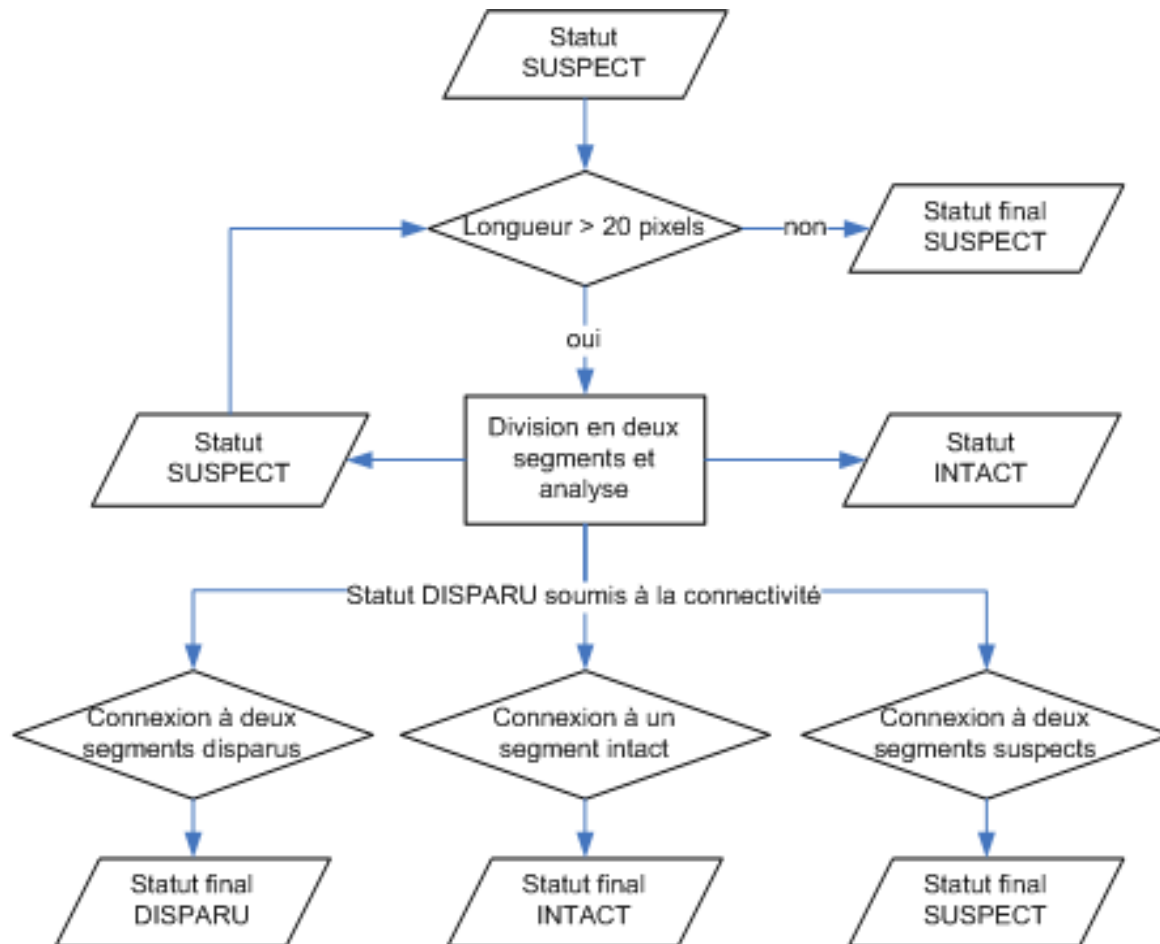 Statut
SUSPECT
Longueur > 20 pixels
non
Statut final
SUSPECT
oui
Statut
SUSPECT
Division en deux
segments et
analyse
Statut
INTACT
Statut DISPARU soumis à la connectivité
Connexion à deux
segments disparus
Connexion à un
segment intact
Connexion à deux
segments suspects
Statut final
DISPARU
Statut final
INTACT
Statut final
SUSPECT